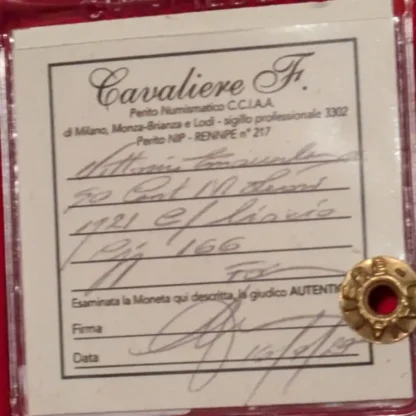 Cavaliere F.
Perito Numismatico C.C.I.A.A.
di Milano, Monza-Brianza e Lodi - sigillo professionale 3302
Perito NIP - RENNPE n° 217
Vittorio Emanuele
50 Cent
1921 C/ liscio
166
Esaminata la Moneta qui descritta, la giudico AUTENTI
Firma
Data